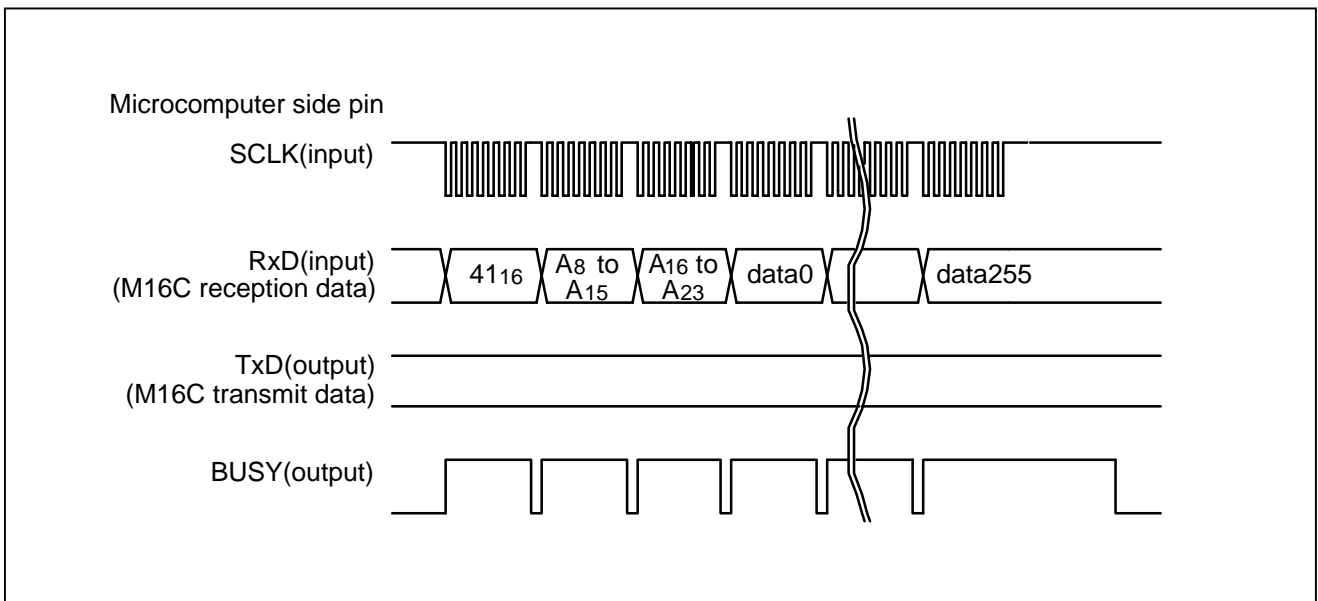 Microcomputer side pin
SCLK(input)
RxD(input)
(M16C reception data)
4116
A8 to
A15
A16 to
A23
data0
data255
TxD(output)
(M16C transmit data)
BUSY(output)